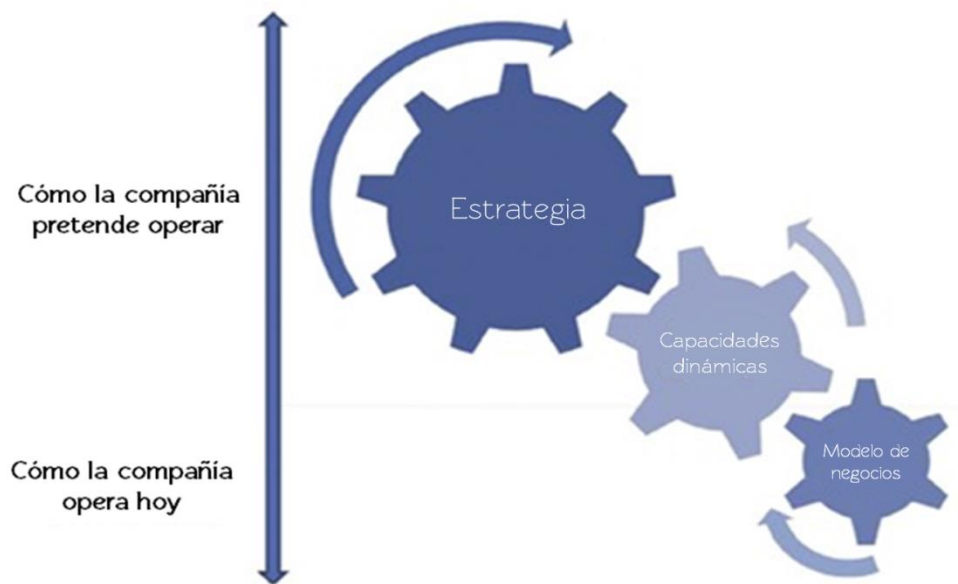 Cómo la compañía
pretende operar
Estrategia
Capacidades
dinámicas
Cómo la compañía
opera hoy
Modelo de
negocios